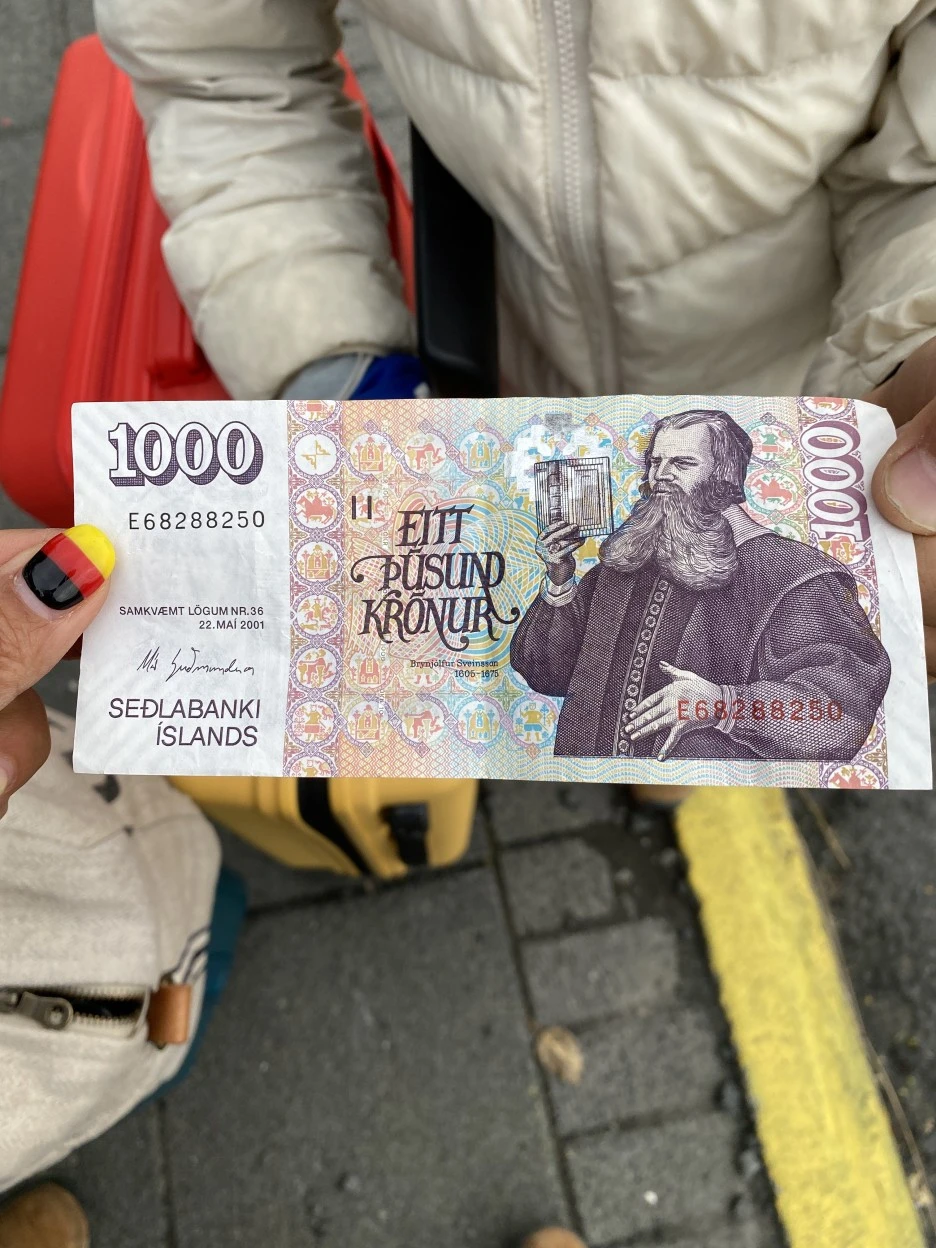 1000
E68288250
SAMKVÆMT LÖGUM NR.36
22.MAÍ 2001
SEÐLABANKI
ÍSLANDS
EITT
ÞÚSUND
KRÓNUR
Brynjólfur Sveinsson
1605-1675
1000
E68288250